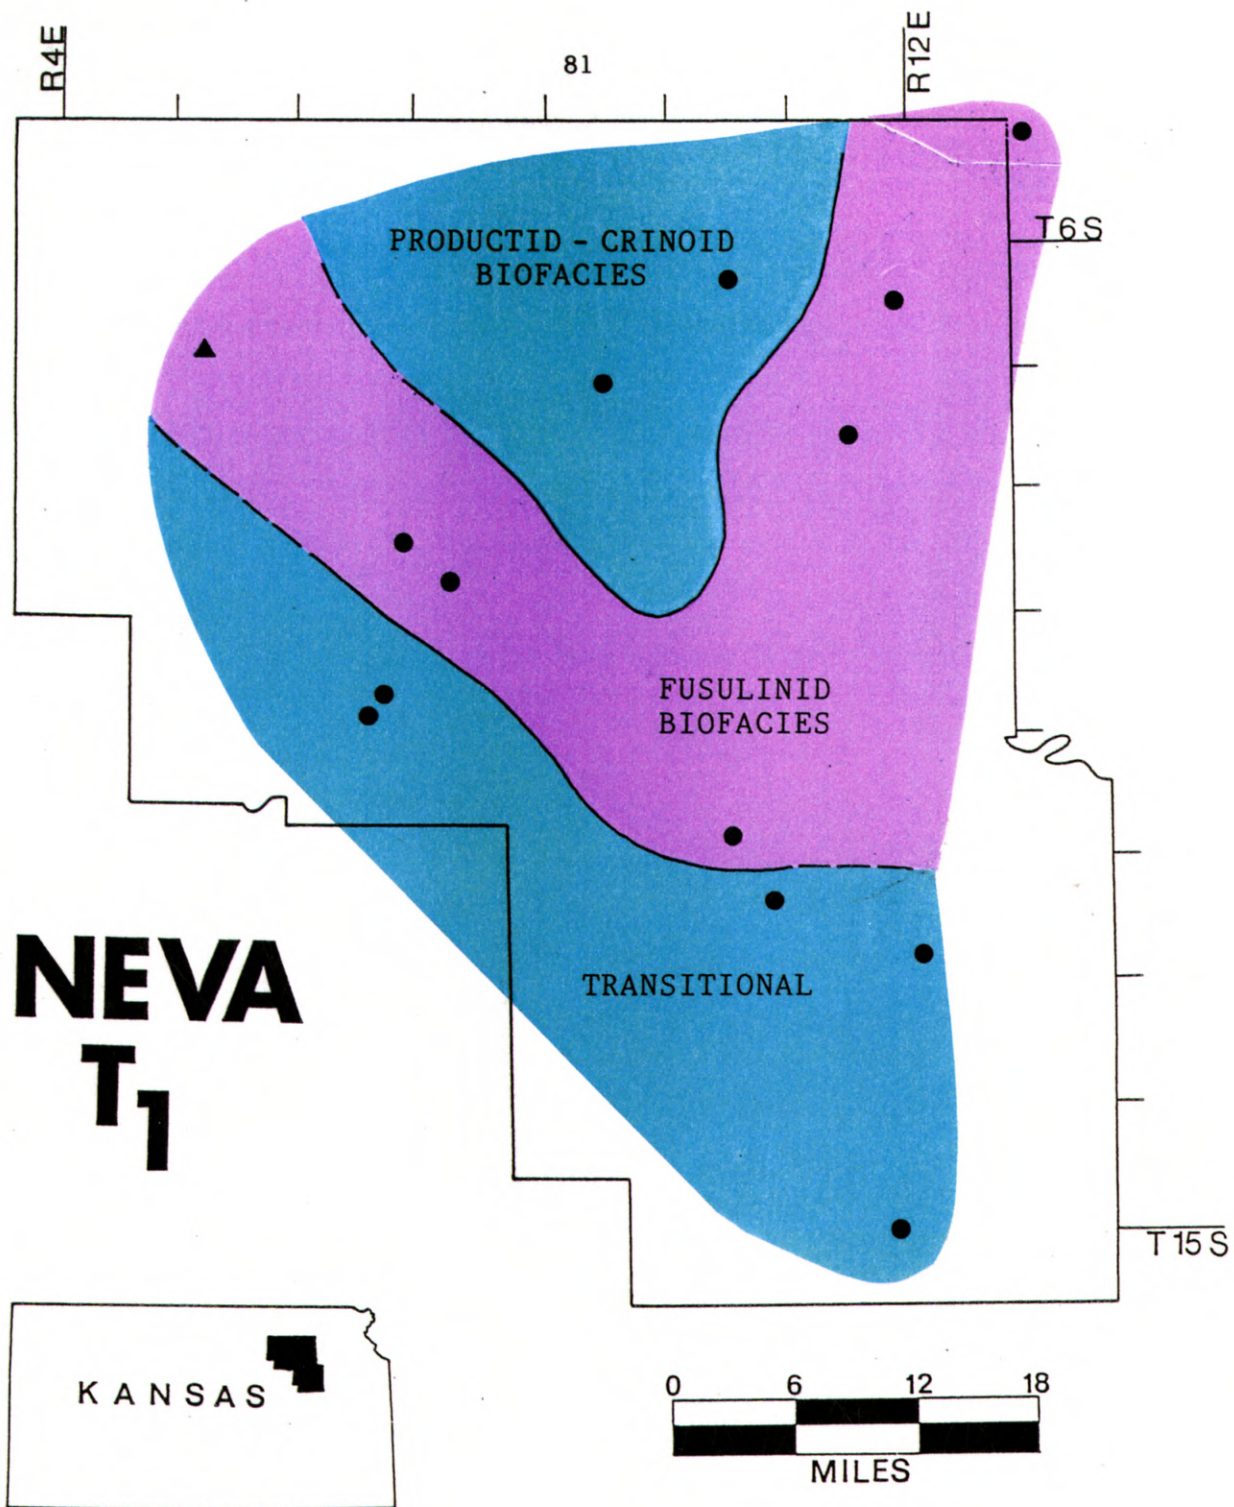 R4E
81
R12E
T6S
PRODUCTID - CRINOID
BIOFACIES
FUSULINID
BIOFACIES
TRANSITIONAL
NEVA
T1
T15S
KANSAS
0 6 12 18
MILES